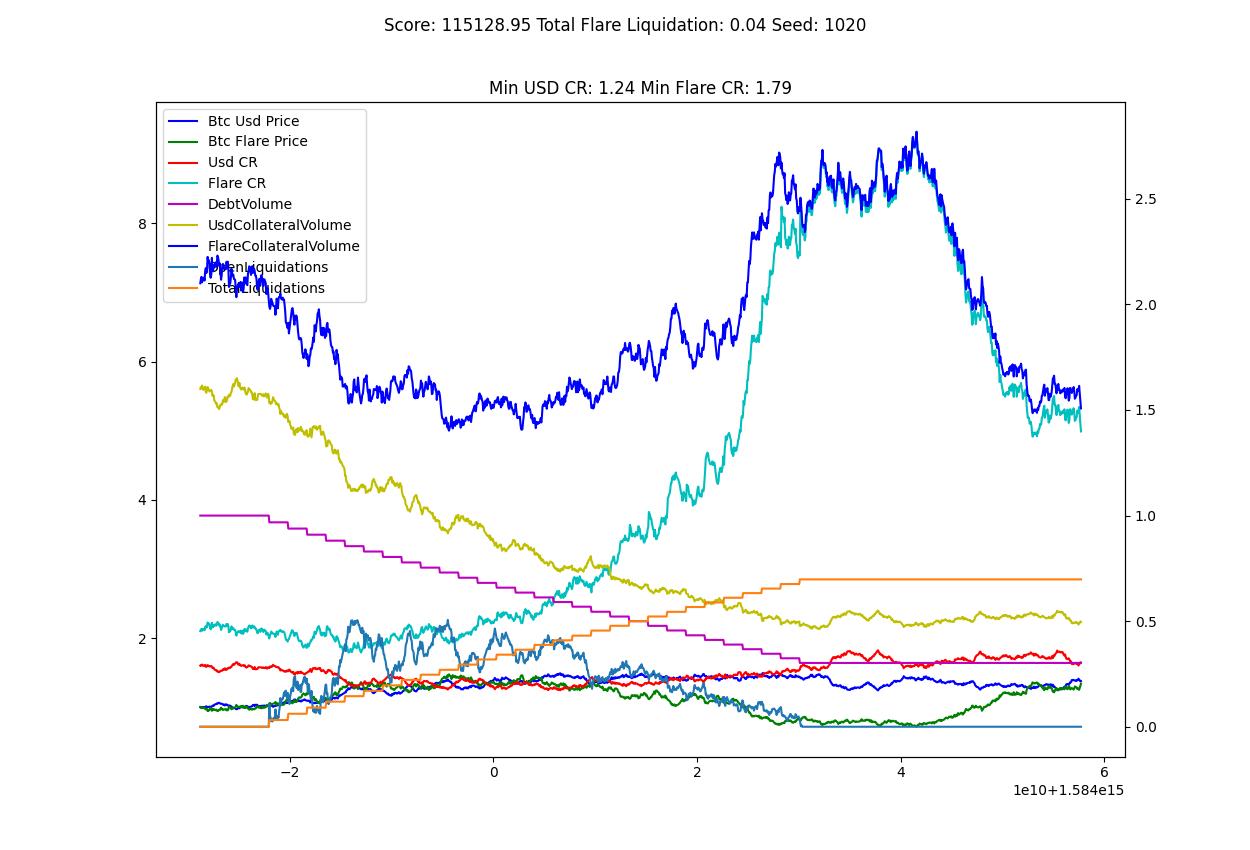 Score: 115128.95 Total Flare Liquidation: 0.04 Seed: 1020
Min USD CR: 1.24 Min Flare CR: 1.79
Btc Usd Price
Btc Flare Price
Usd CR
Flare CR
DebtVolume
UsdCollateralVolume
FlareCollateralVolume
OpenLiquidations
TotalLiquidations
8
6
4
2
2.5
2.0
1.5
1.0
0.5
0.0
−2
0
2
4
6
1e10+1.584e15